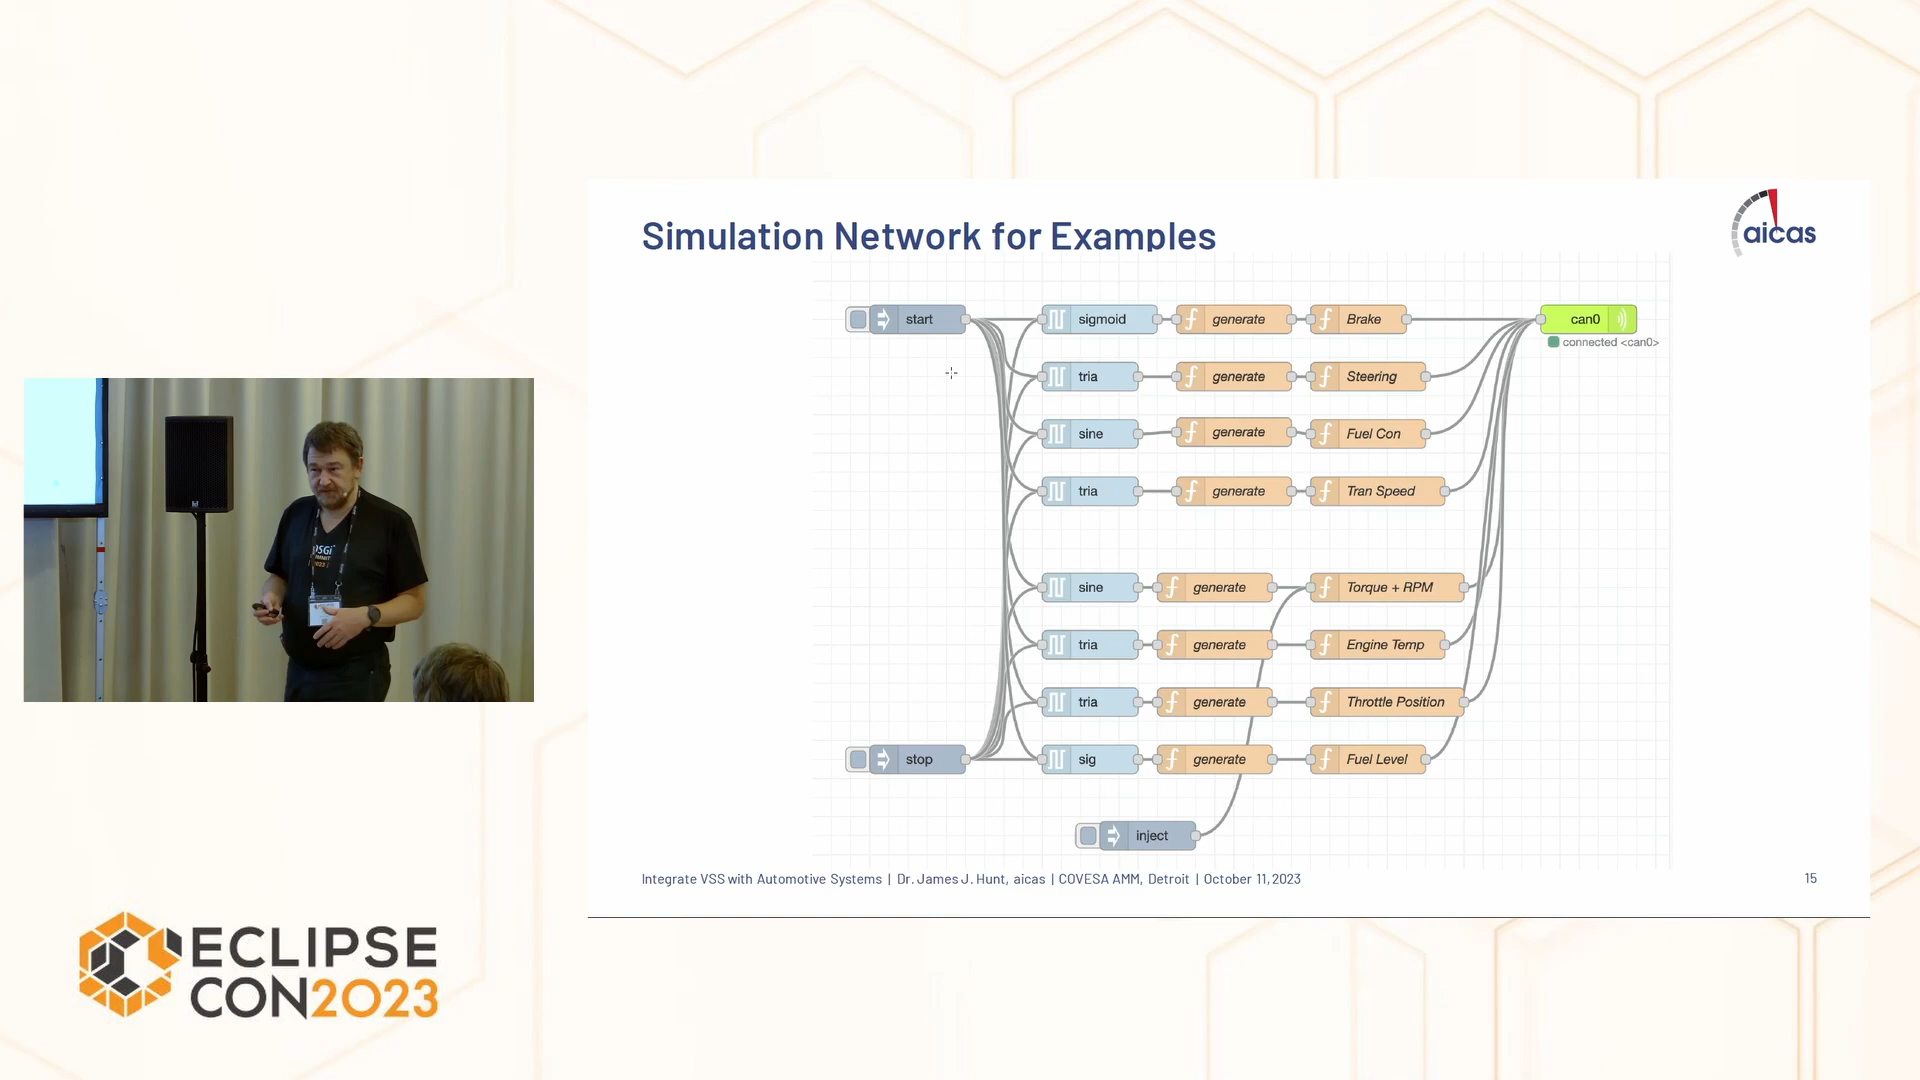 Simulation Network for Examples
aicas
start
sigmoid
generate
Brake
can0
connected <can0>
tria
generate
Steering
sine
generate
Fuel Con
tria
generate
Tran Speed
sine
generate
Torque + RPM
tria
generate
Engine Temp
tria
generate
Throttle Position
stop
sig
generate
Fuel Level
inject
Integrate VSS with Automotive Systems | Dr. James J. Hunt, aicas | COVESA AMM, Detroit | October 11,2023
15
2023
ECLIPSE
CON2023